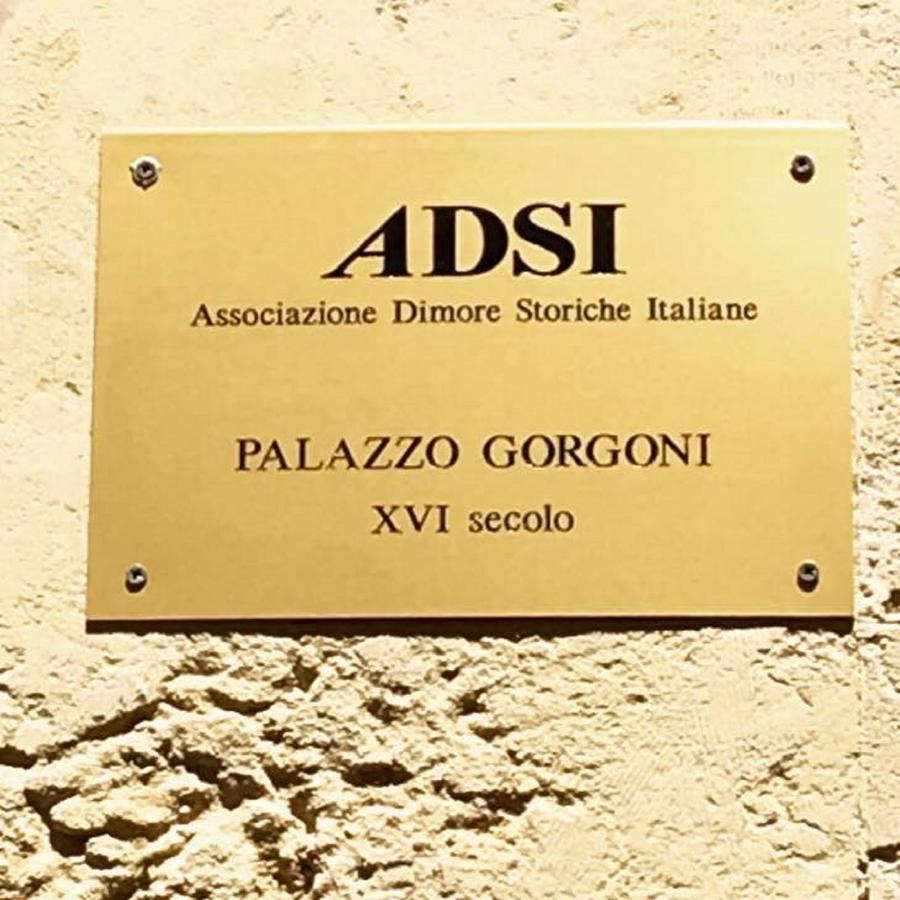 ADSI
Associazione Dimore Storiche Italiane
PALAZZO GORGONI
XVI secolo